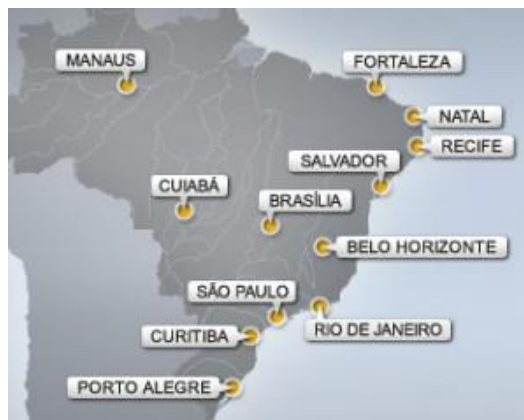 MANAUS
FORTALEZA
NATAL
RECIFE
SALVADOR
CUIABÁ
BRASÍLIA
BELO HORIZONTE
SÃO PAULO
RIO DE JANEIRO
CURITIBA
PORTO ALEGRE